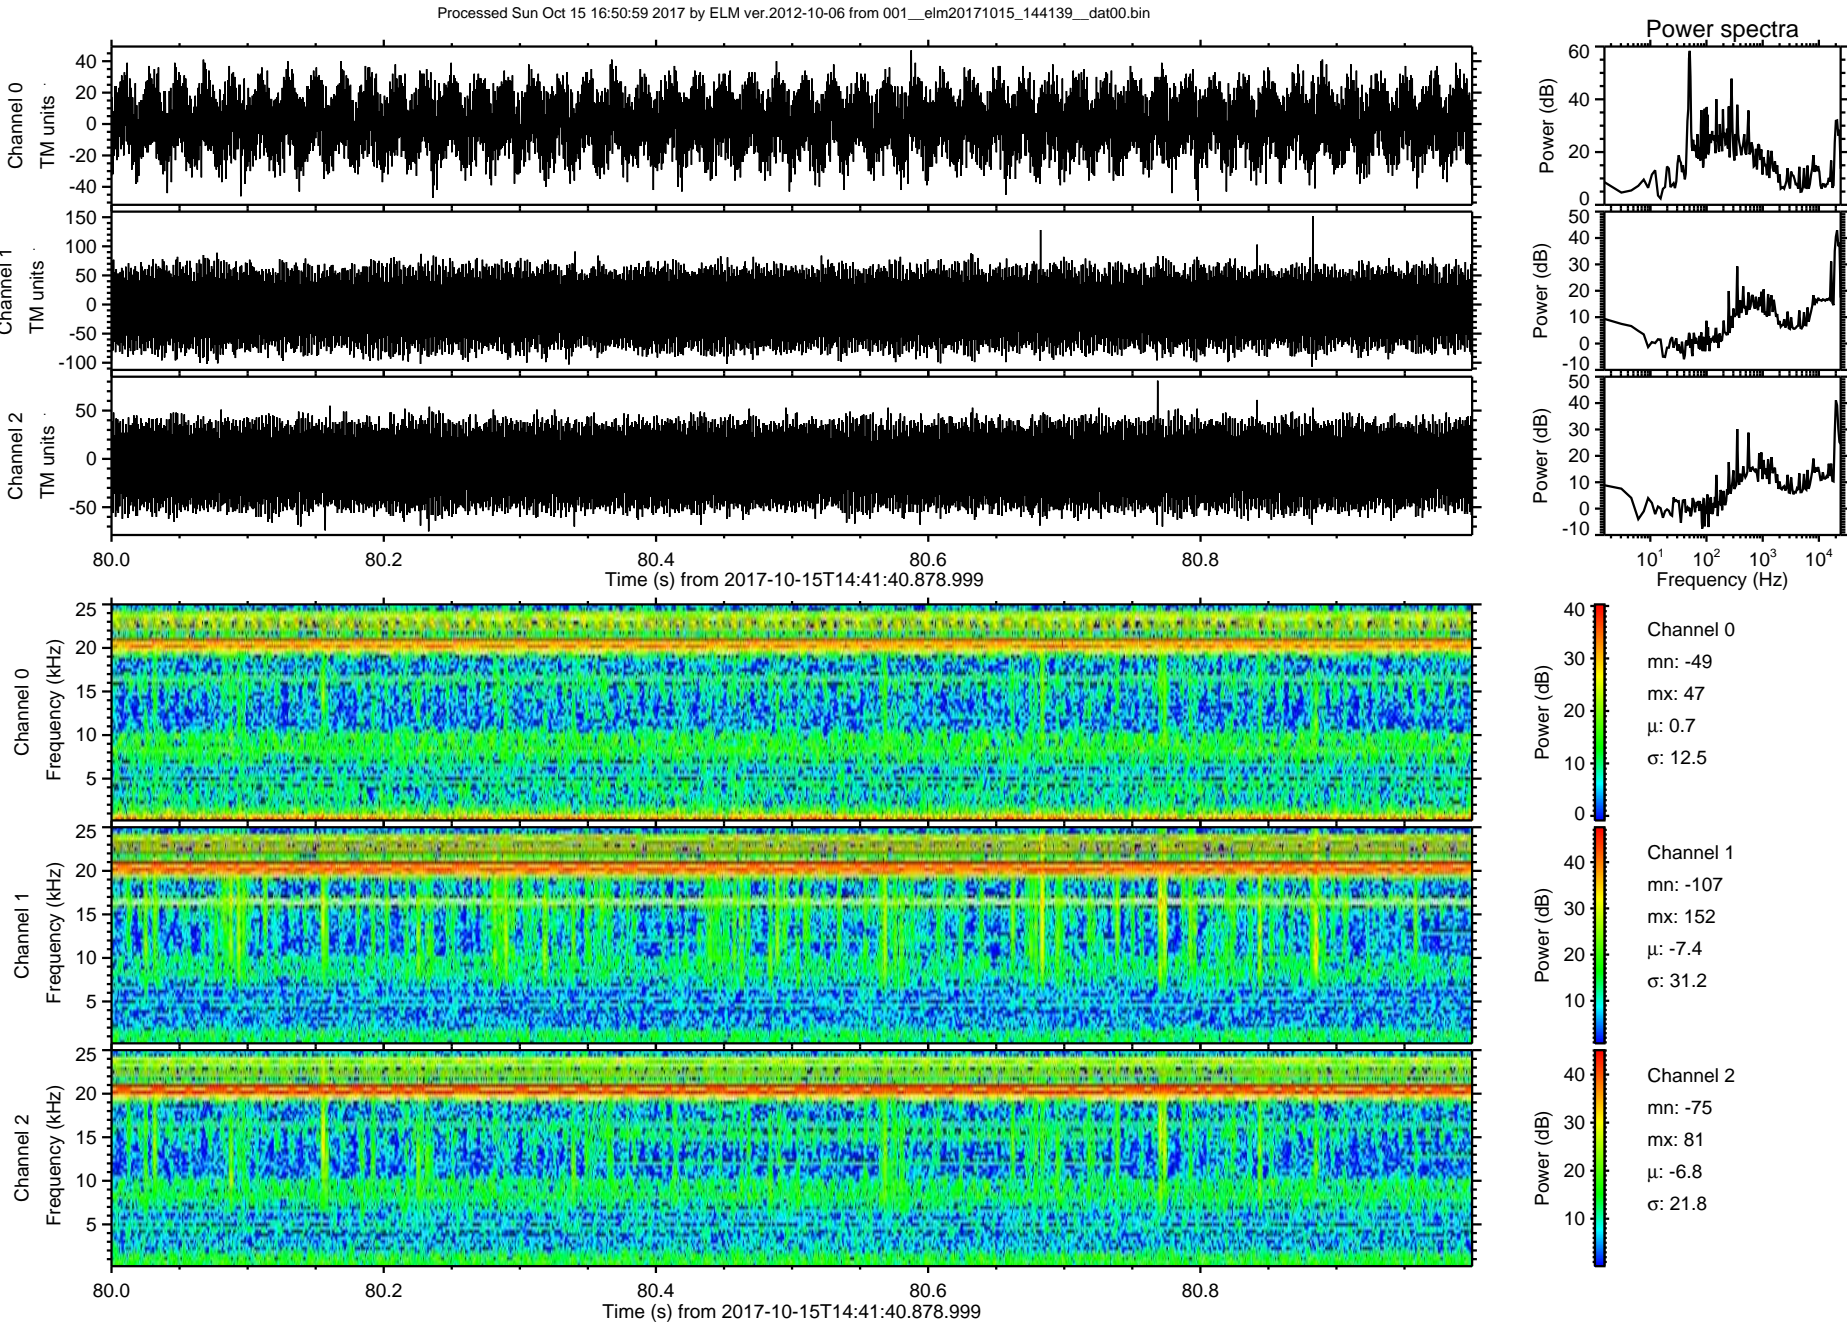 Processed Sun Oct 15 16:50:59 2017 by ELM ver.2012-10-06 from 001__elm20171015_144139__dat00.bin
Power spectra
Channel 0
TM units
40
20
0
-20
-40
Power (dB)
60
40
20
0
Channel 1
TM units
150
100
50
0
-50
-100
Power (dB)
50
40
30
20
10
0
-10
Channel 2
TM units
50
0
-50
Power (dB)
50
40
30
20
10
0
-10
80.0 80.2 80.4 80.6 80.8
Time (s) from 2017-10-15T14:41:40.878.999
10¹ 10² 10³ 10⁴
Frequency (Hz)
Channel 0
Frequency (kHz)
25
20
15
10
5
Power (dB)
40
30
20
10
0
Channel 0
mn: -49
mx: 47
μ: 0.7
σ: 12.5
Channel 1
Frequency (kHz)
25
20
15
10
5
Power (dB)
40
30
20
10
Channel 1
mn: -107
mx: 152
μ: -7.4
σ: 31.2
Channel 2
Frequency (kHz)
25
20
15
10
5
Power (dB)
40
30
20
10
Channel 2
mn: -75
mx: 81
μ: -6.8
σ: 21.8
80.0 80.2 80.4 80.6 80.8
Time (s) from 2017-10-15T14:41:40.878.999